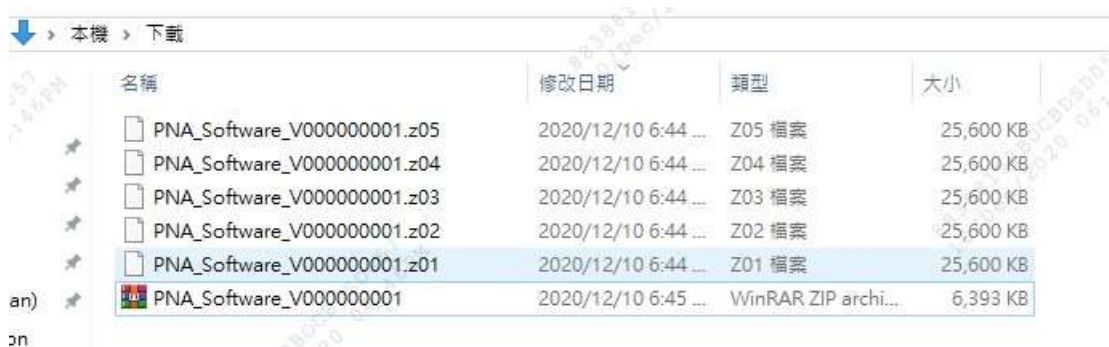 本機 › 下載
名稱 修改日期 類型 大小
PNA_Software_V000000001.z05 2020/12/10 6:44 ... Z05 檔案 25,600 KB
PNA_Software_V000000001.z04 2020/12/10 6:44 ... Z04 檔案 25,600 KB
PNA_Software_V000000001.z03 2020/12/10 6:44 ... Z03 檔案 25,600 KB
PNA_Software_V000000001.z02 2020/12/10 6:44 ... Z02 檔案 25,600 KB
PNA_Software_V000000001.z01 2020/12/10 6:44 ... Z01 檔案 25,600 KB
an) PNA_Software_V000000001 2020/12/10 6:45 ... WinRAR ZIP archi... 6,393 KB
on